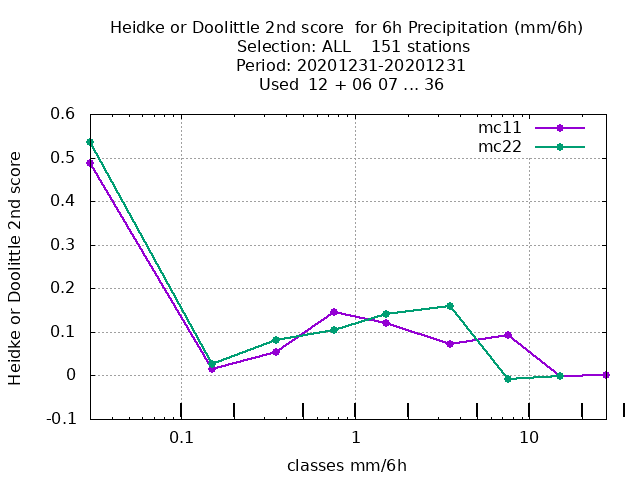 Heidke or Doolittle 2nd score  for 6h Precipitation (mm/6h)
Selection: ALL    151 stations
Period: 20201231-20201231
Used  12 + 06 07 ... 36
mc11
mc22
0.6
0.5
0.4
0.3
0.2
0.1
0
-0.1
Heidke or Doolittle 2nd score
0.1
1
10
classes mm/6h